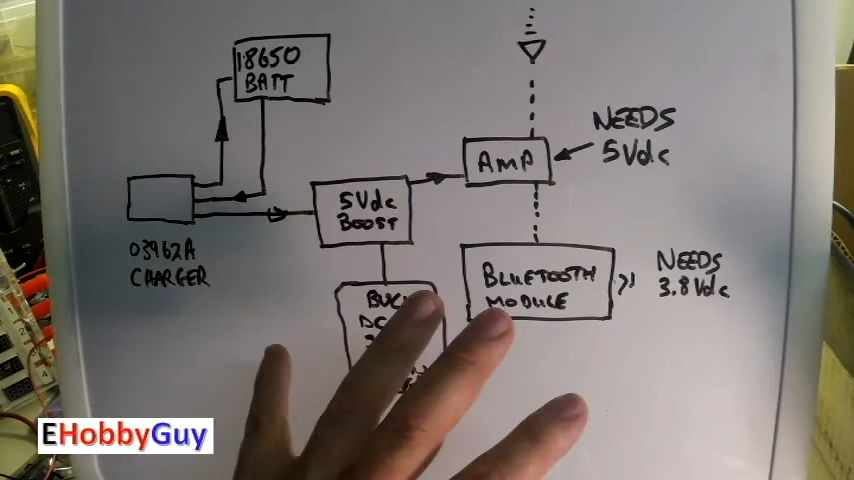 18650
BATT
NEEDS
5Vdc
AMP
5Vdc
BOOST
03962A
CHARGER
BLUETOOTH
MODULE
NEEDS
3.8Vdc
EHobbyGuy